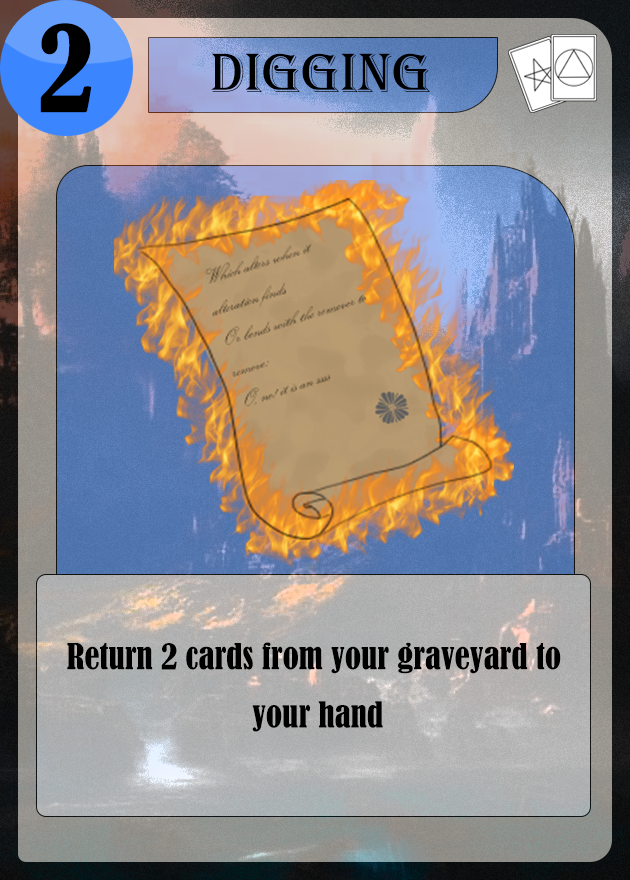 2
DIGGING
Which alters when it
alteration finds
Or bends with the remover to
remove:
O, no! it is an
Return 2 cards from your graveyard to
your hand